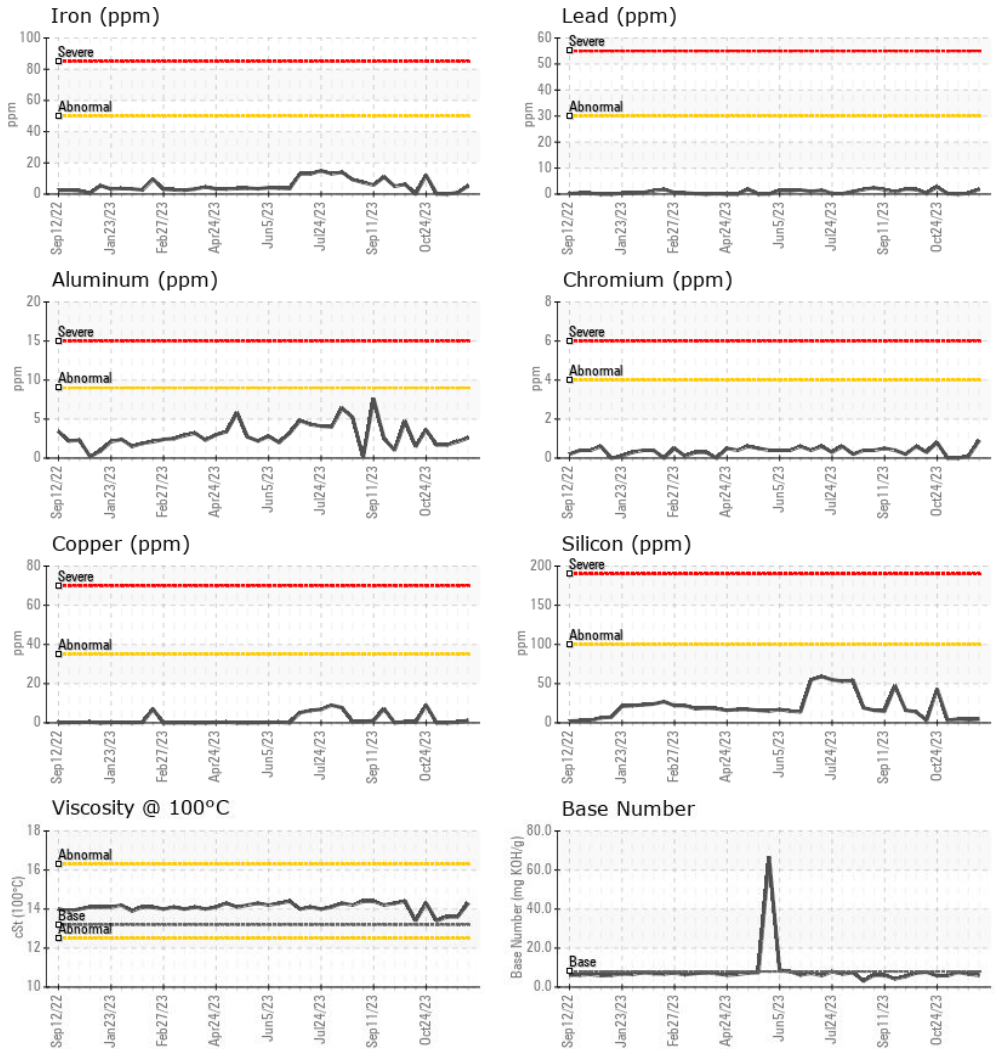 Iron (ppm)
100
80
60
40
20
0
ppm
Severe
Abnormal
Sep12/22
Jan23/23
Feb27/23
Apr24/23
Jun5/23
Jul24/23
Sep11/23
Oct24/23
Lead (ppm)
60
50
40
30
20
10
0
ppm
Severe
Abnormal
Sep12/22
Jan23/23
Feb27/23
Apr24/23
Jun5/23
Jul24/23
Sep11/23
Oct24/23
Aluminum (ppm)
20
15
10
5
0
ppm
Severe
Abnormal
Sep12/22
Jan23/23
Feb27/23
Apr24/23
Jun5/23
Jul24/23
Sep11/23
Oct24/23
Chromium (ppm)
8
6
4
2
0
ppm
Severe
Abnormal
Sep12/22
Jan23/23
Feb27/23
Apr24/23
Jun5/23
Jul24/23
Sep11/23
Oct24/23
Copper (ppm)
80
60
40
20
0
ppm
Severe
Abnormal
Sep12/22
Jan23/23
Feb27/23
Apr24/23
Jun5/23
Jul24/23
Sep11/23
Oct24/23
Silicon (ppm)
200
150
100
50
0
ppm
Severe
Abnormal
Sep12/22
Jan23/23
Feb27/23
Apr24/23
Jun5/23
Jul24/23
Sep11/23
Oct24/23
Viscosity @ 100°C
18
16
14
12
10
cSt (100°C)
Abnormal
Base
Abnormal
Sep12/22
Jan23/23
Feb27/23
Apr24/23
Jun5/23
Jul24/23
Sep11/23
Oct24/23
Base Number
80.0
60.0
40.0
20.0
0.0
Base Number (mg KOH/g)
Base
Sep12/22
Jan23/23
Feb27/23
Apr24/23
Jun5/23
Jul24/23
Sep11/23
Oct24/23